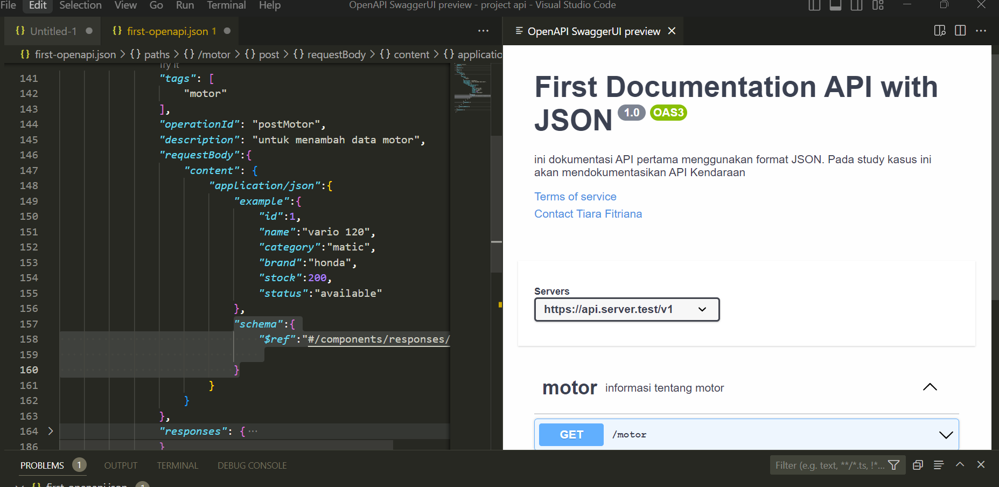 File Edit Selection View Go Run Terminal Help OpenAPI SwaggerUI preview - project api - Visual Studio Code
{} Untitled-1 {} first-openapi.json 1 ···
{} first-openapi.json > {} paths > {} /motor > {} post > {} requestBody > {} content > {} applicatio
Try it
141 "tags": [
142 "motor"
143 ],
144 "operationId": "postMotor",
145 "description": "untuk menambah data motor",
146 "requestBody":{
147 "content": {
148 "application/json":{
149 "example":{
150 "id":1,
151 "name":"vario 120",
152 "category":"matic",
153 "brand":"honda",
154 "stock":200,
155 "status":"available"
156 },
157 "schema":{
158 "$ref":"#/components/responses/
159
160 }
161 }
162 }
163 },
164 > "responses": {···
186 }
OpenAPI SwaggerUI preview ···
First Documentation API with
JSON 1.0 OAS3
ini dokumentasi API pertama menggunakan format JSON. Pada study kasus ini
akan mendokumentasikan API Kendaraan
Terms of service
Contact Tiara Fitriana
Servers
https://api.server.test/v1
motor informasi tentang motor
GET /motor
PROBLEMS 1 OUTPUT TERMINAL DEBUG CONSOLE Filter (e.g. text, **/*.ts, !*...
{} first-openapi.json 1